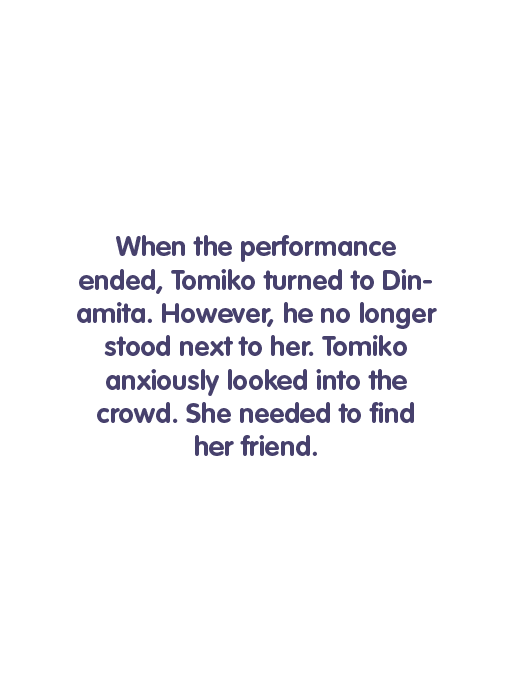 When the performance
ended, Tomiko turned to Din-
amita. However, he no longer
stood next to her. Tomiko
anxiously looked into the
crowd. She needed to find
her friend.